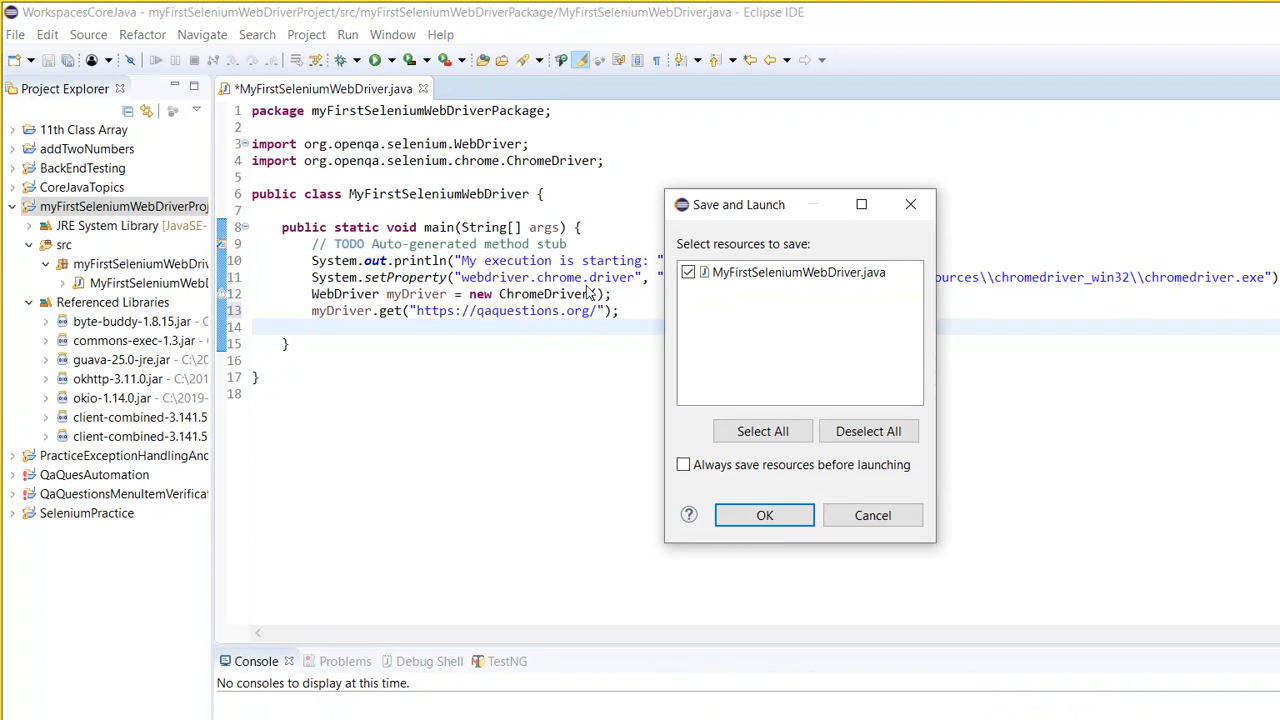 WorkspacesCoreJava - myFirstSeleniumWebDriverProject/src/myFirstSeleniumWebDriverPackage/MyFirstSeleniumWebDriver.java - Eclipse IDE
File Edit Source Refactor Navigate Search Project Run Window Help
Project Explorer
*MyFirstSeleniumWebDriver.java
11th Class Array
addTwoNumbers
BackEndTesting
CoreJavaTopics
myFirstSeleniumWebDriverProj
JRE System Library [JavaSE-
src
myFirstSeleniumWebDriv
MyFirstSeleniumWebD
Referenced Libraries
byte-buddy-1.8.15.jar
commons-exec-1.3.jar
guava-25.0-jre.jar - C:\
okhttp-3.11.0.jar - C:\2
okio-1.14.0.jar - C:\2019-
client-combined-3.141.5
client-combined-3.141.5
PracticeExceptionHandlingAnd
QaQuesAutomation
QaQuestionsMenuItemVerificat
SeleniumPractice
1 package myFirstSeleniumWebDriverPackage;
2
3 import org.openqa.selenium.WebDriver;
4 import org.openqa.selenium.chrome.ChromeDriver;
5
6 public class MyFirstSeleniumWebDriver {
7
8 public static void main(String[] args) {
9 // TODO Auto-generated method stub
10 System.out.println("My execution is starting: "
11 System.setProperty("webdriver.chrome.driver", " ources\\chromedriver_win32\\chromedriver.exe")
12 WebDriver myDriver = new ChromeDriver();
13 myDriver.get("https://qaquestions.org/");
14
15 }
16
17 }
18
Save and Launch
Select resources to save:
MyFirstSeleniumWebDriver.java
Select All Deselect All
Always save resources before launching
OK Cancel
Console Problems Debug Shell TestNG
No consoles to display at this time.